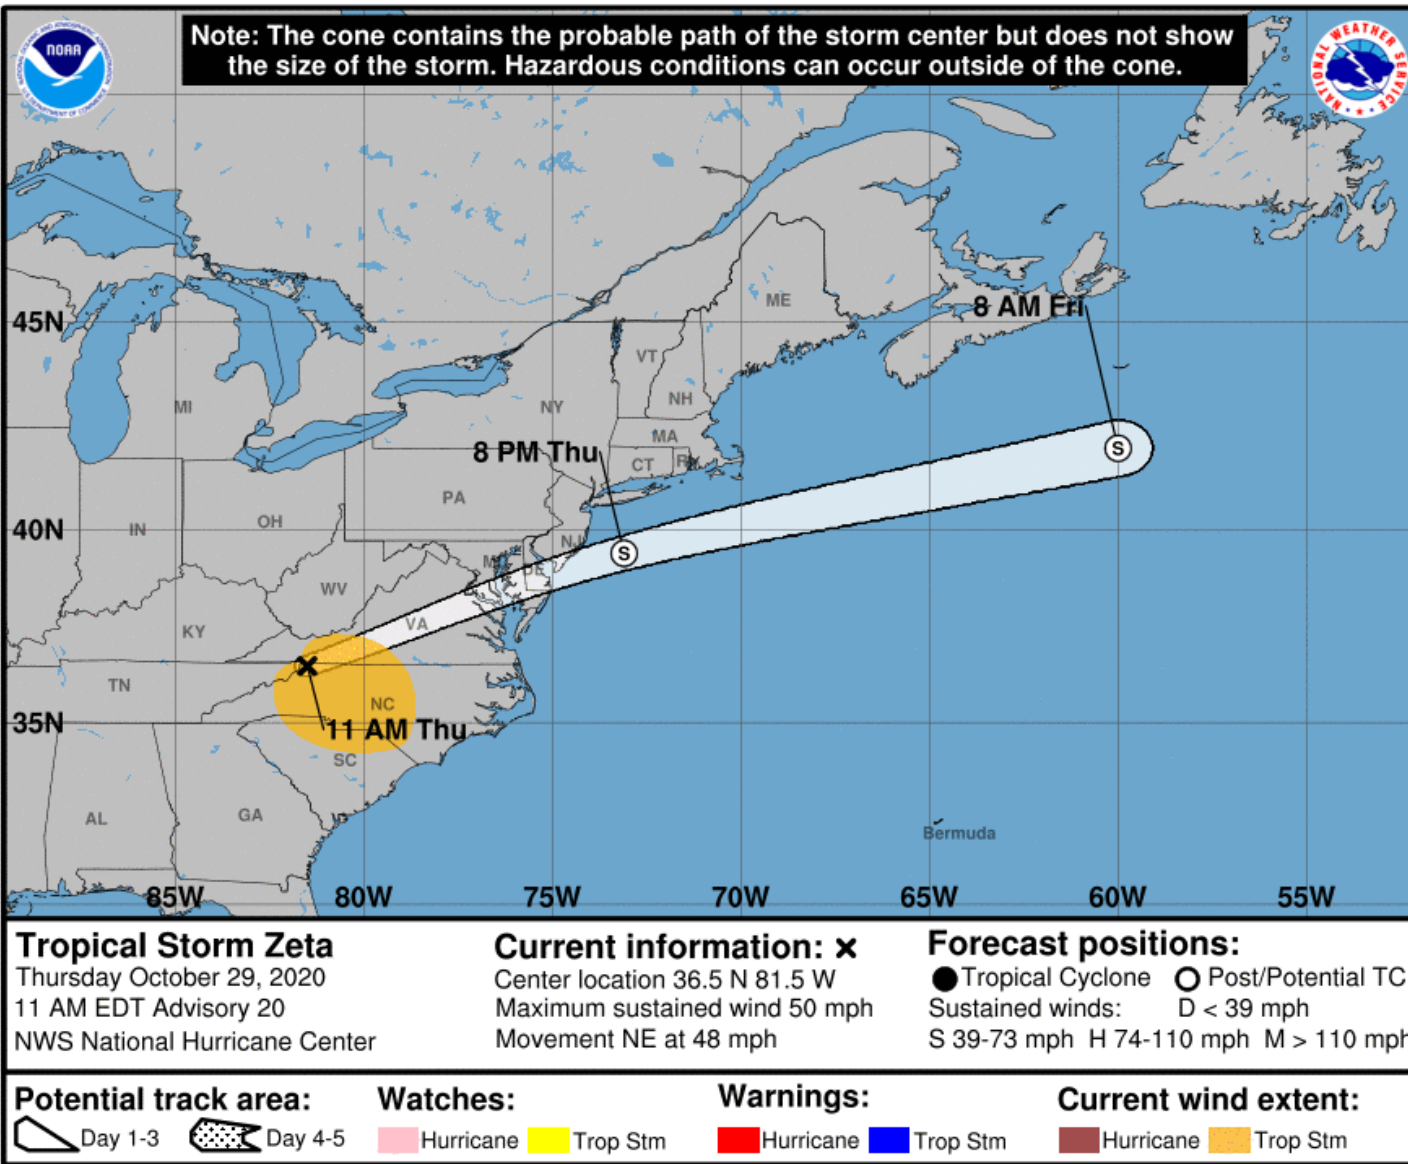 Note: The cone contains the probable path of the storm center but does not show
the size of the storm. Hazardous conditions can occur outside of the cone.
NOAA
NATIONAL WEATHER SERVICE
ME
8 AM Fri
45N
VT
MI
NY
NH
MA
8 PM Thu
CT
PA
IN
OH
40N
NJ
DE
WV
VA
KY
TN
NC
35N
11 AM Thu
SC
AL
GA
Bermuda
85W 80W 75W 70W 65W 60W 55W
Tropical Storm Zeta
Thursday October 29, 2020
11 AM EDT Advisory 20
NWS National Hurricane Center
Current information: ×
Center location 36.5 N 81.5 W
Maximum sustained wind 50 mph
Movement NE at 48 mph
Forecast positions:
Tropical Cyclone Post/Potential TC
Sustained winds: D < 39 mph
S 39-73 mph H 74-110 mph M > 110 mph
Potential track area:
Day 1-3 Day 4-5
Watches:
Hurricane Trop Stm
Warnings:
Hurricane Trop Stm
Current wind extent:
Hurricane Trop Stm
S
S